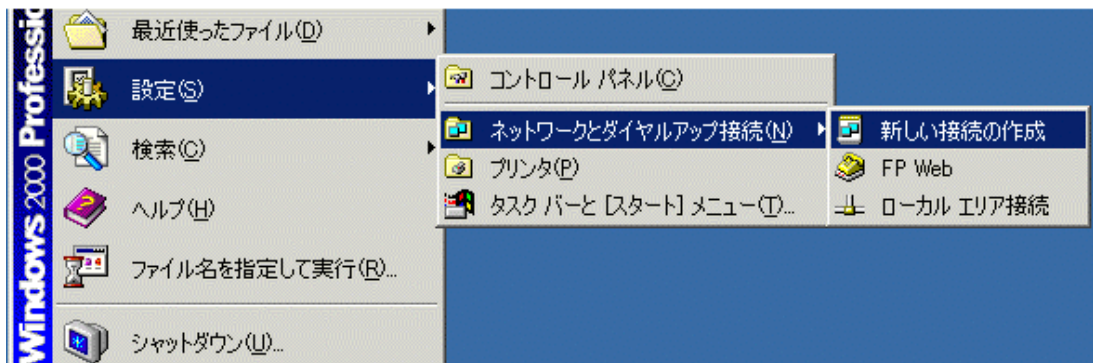 Windows 2000 Professio
最近使ったファイル(D)
設定(S)
検索(C)
ヘルプ(H)
ファイル名を指定して実行(R)...
シャットダウン(U)...
コントロール パネル(C)
ネットワークとダイヤルアップ接続(N)
プリンタ(P)
タスク バーと [スタート] メニュー(T)...
新しい接続の作成
FP Web
ローカル エリア接続